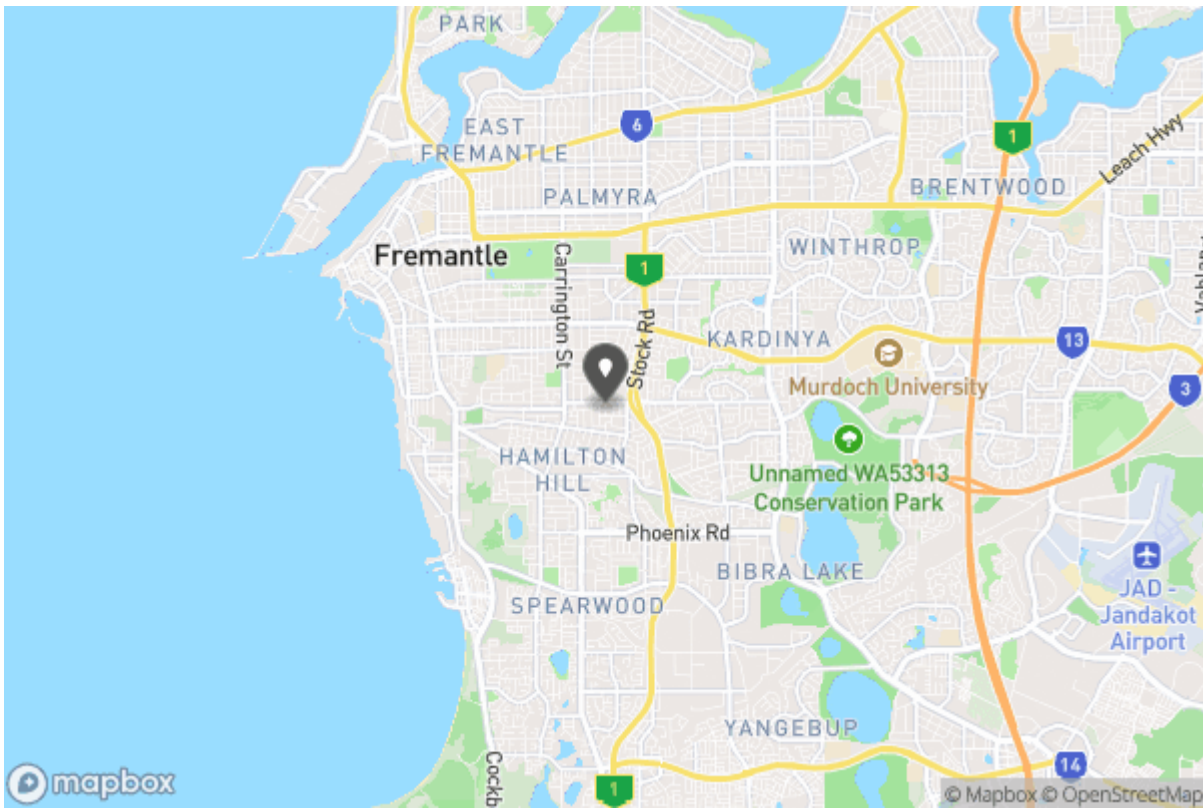 PARK
EAST
FREMANTLE
6
1
Leach Hwy
PALMYRA
BRENTWOOD
Fremantle
Carrington St
1
WINTHROP
Stock Rd
KARDINYA
13
Murdoch University
3
HAMILTON
HILL
Unnamed WA53313
Conservation Park
Phoenix Rd
BIBRA LAKE
SPEARWOOD
JAD -
Jandakot
Airport
YANGEBUP
Cockb
1
14
mapbox
© Mapbox © OpenStreetMap